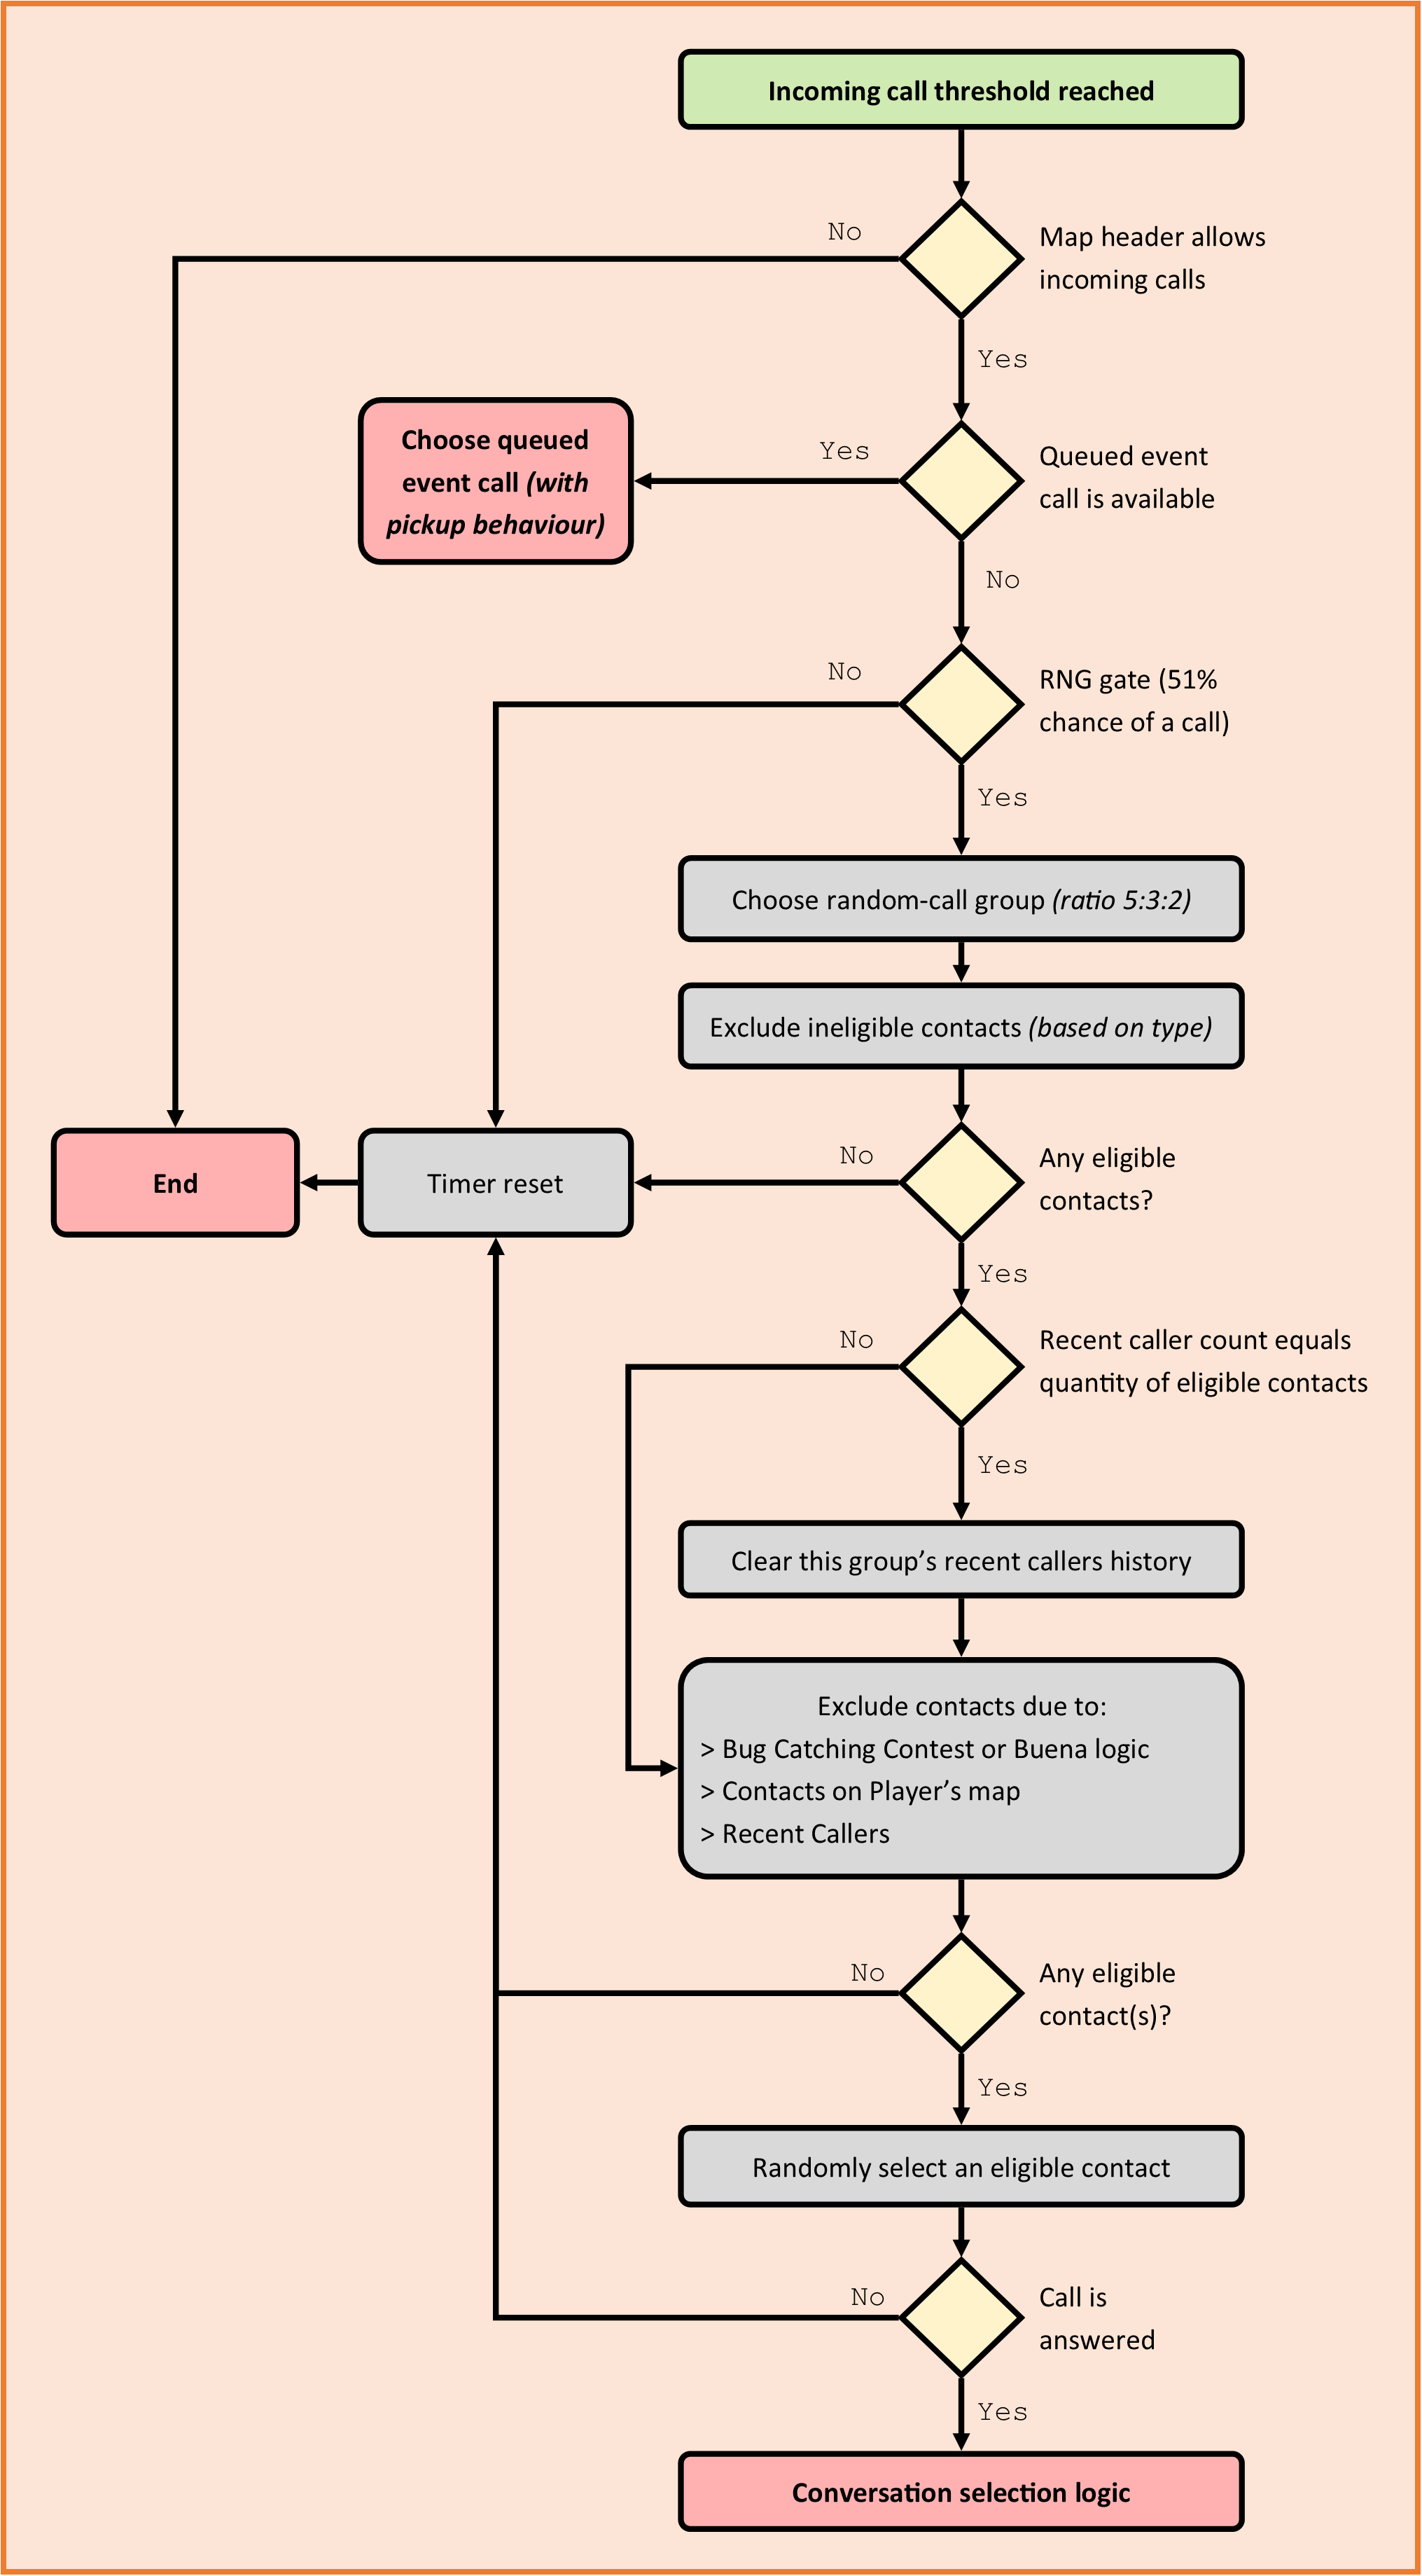 Incoming call threshold reached
No
Map header allows
incoming calls
Yes
Choose queued
event call (with
pickup behaviour)
Yes
Queued event
call is available
No
No
RNG gate (51%
chance of a call)
Yes
Choose random-call group (ratio 5:3:2)
Exclude ineligible contacts (based on type)
End
Timer reset
No
Any eligible
contacts?
Yes
No
Recent caller count equals
quantity of eligible contacts
Yes
Clear this group’s recent callers history
Exclude contacts due to:
> Bug Catching Contest or Buena logic
> Contacts on Player’s map
> Recent Callers
No
Any eligible
contact(s)?
Yes
Randomly select an eligible contact
No
Call is
answered
Yes
Conversation selection logic